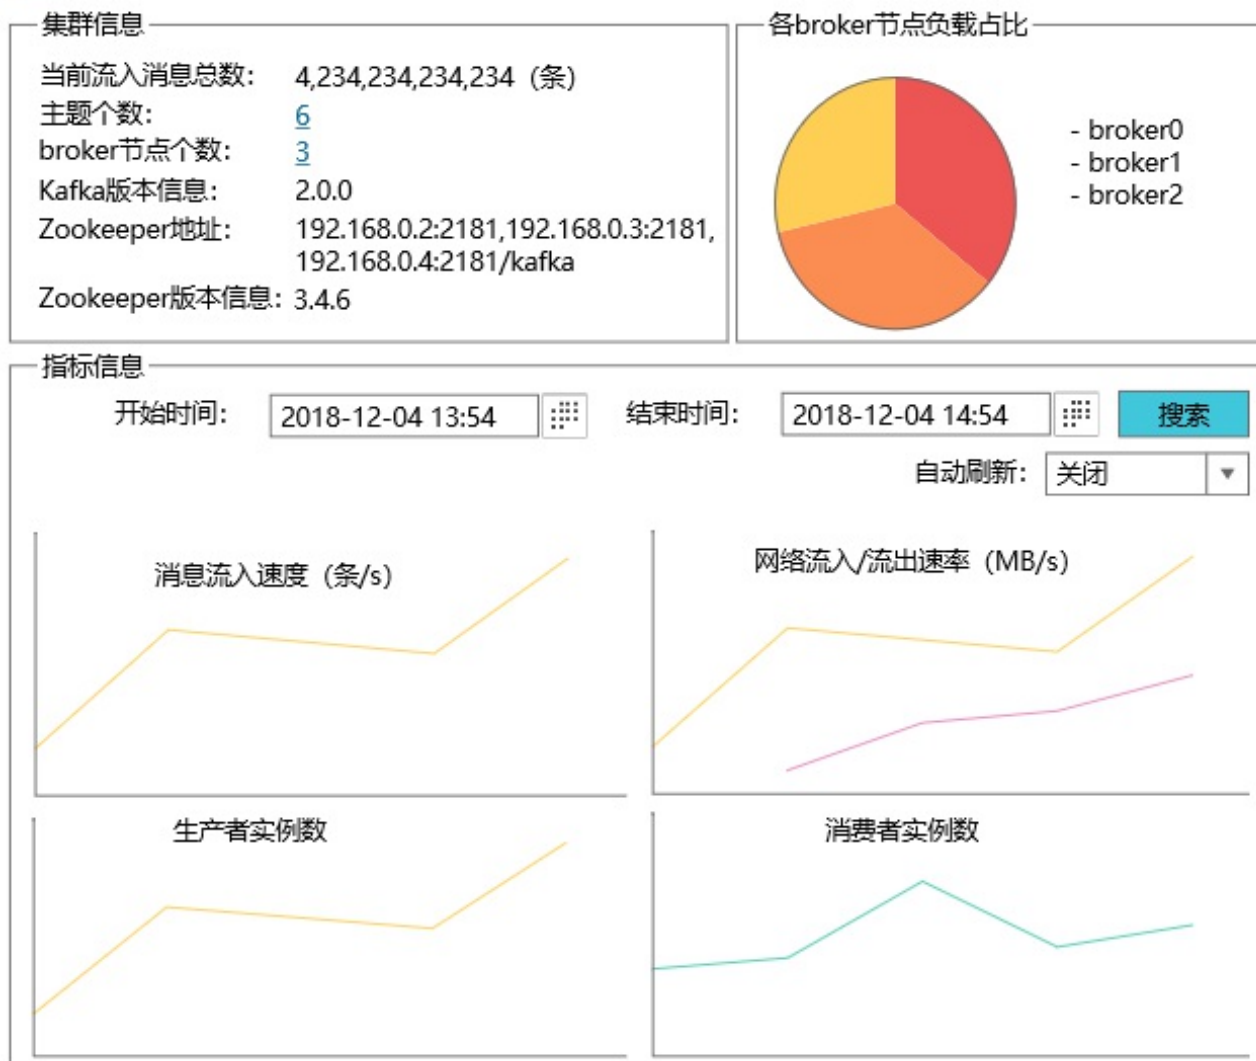 集群信息
当前流入消息总数： 4,234,234,234,234（条）
主题个数： 6
broker节点个数： 3
Kafka版本信息： 2.0.0
Zookeeper地址： 192.168.0.2:2181,192.168.0.3:2181,
192.168.0.4:2181/kafka
Zookeeper版本信息： 3.4.6
各broker节点负载占比
- broker0
- broker1
- broker2
指标信息
开始时间： 2018-12-04 13:54 结束时间： 2018-12-04 14:54 搜索
自动刷新： 关闭
消息流入速度（条/s）
网络流入/流出速率（MB/s）
生产者实例数
消费者实例数